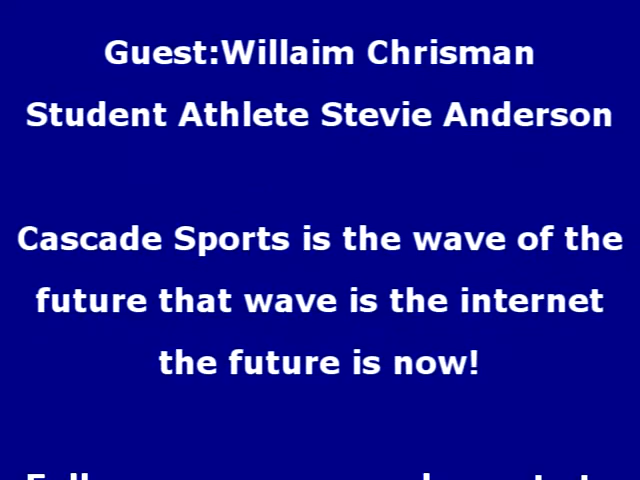 Guest:Willaim Chrisman
Student Athlete Stevie Anderson
Cascade Sports is the wave of the
future that wave is the internet
the future is now!